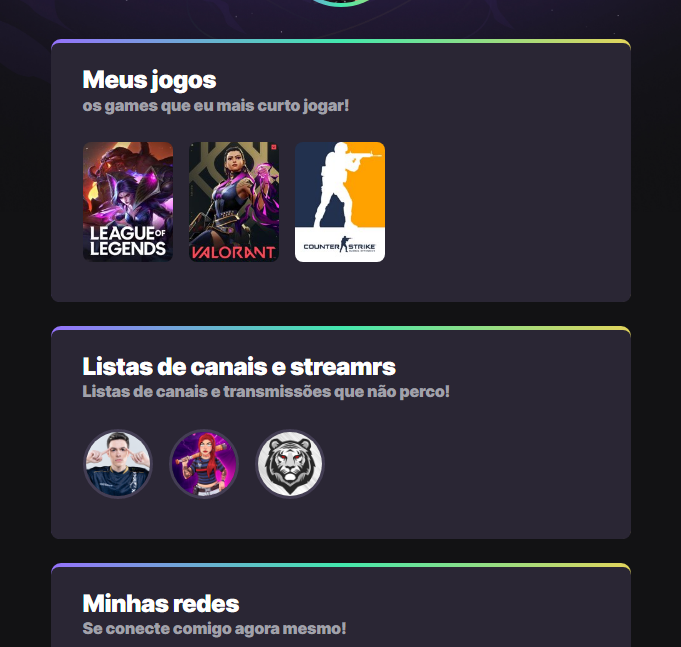 Meus jogos
os games que eu mais curto jogar!
LEAGUE OF
LEGENDS
VALORANT
COUNTER STRIKE
Listas de canais e streamrs
Listas de canais e transmissões que não perco!
Minhas redes
Se conecte comigo agora mesmo!